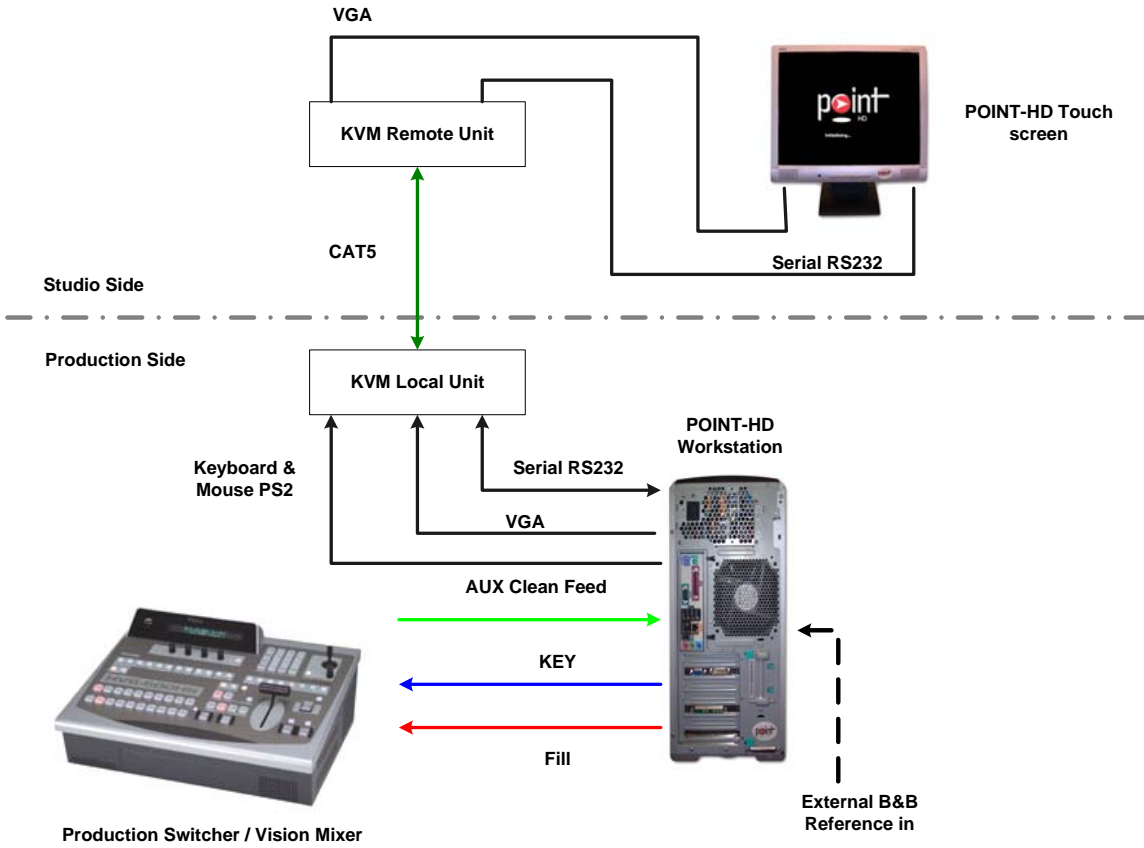 VGA
KVM Remote Unit
point
HD
Initialising...
POINT-HD Touch
screen
CAT5
Serial RS232
Studio Side
Production Side
KVM Local Unit
POINT-HD
Workstation
Keyboard &
Mouse PS2
Serial RS232
VGA
AUX Clean Feed
KEY
Fill
point
External B&B
Reference in
Production Switcher / Vision Mixer